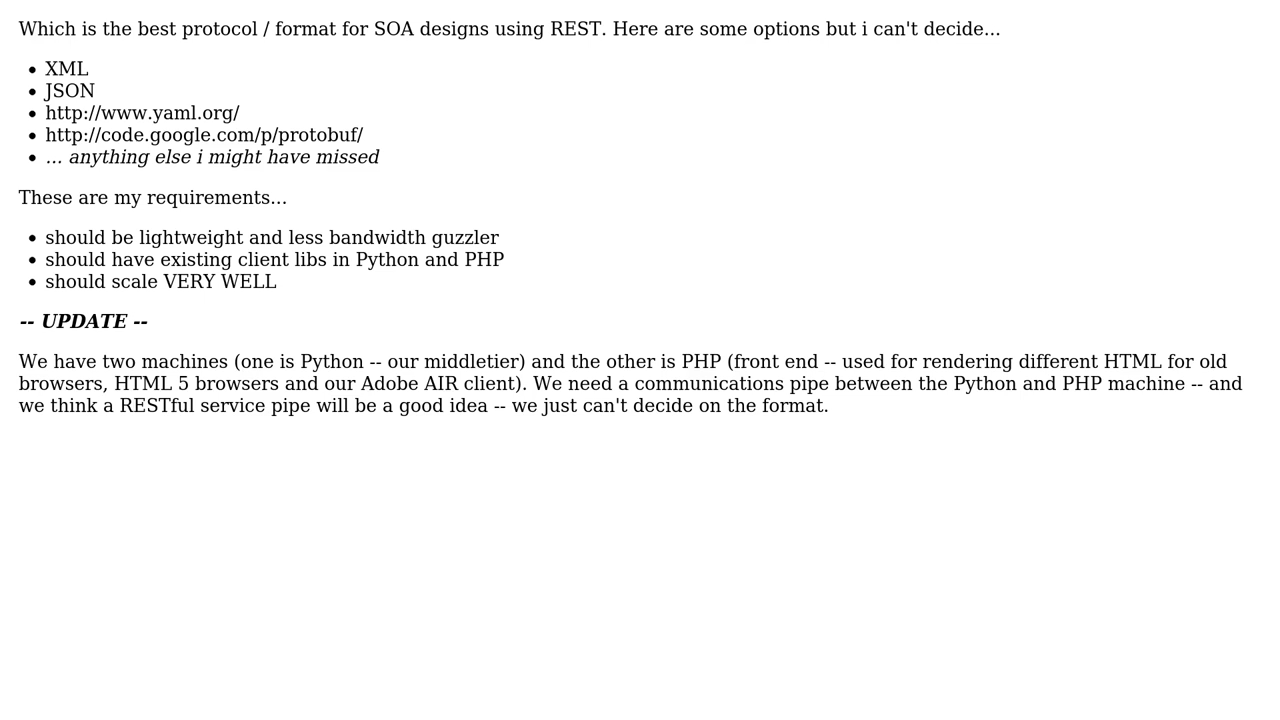 Which is the best protocol / format for SOA designs using REST. Here are some options but i can't decide...
• XML
• JSON
• http://www.yaml.org/
• http://code.google.com/p/protobuf/
• ... anything else i might have missed
These are my requirements...
• should be lightweight and less bandwidth guzzler
• should have existing client libs in Python and PHP
• should scale VERY WELL
-- UPDATE --
We have two machines (one is Python -- our middletier) and the other is PHP (front end -- used for rendering different HTML for old
browsers, HTML 5 browsers and our Adobe AIR client). We need a communications pipe between the Python and PHP machine -- and
we think a RESTful service pipe will be a good idea -- we just can't decide on the format.